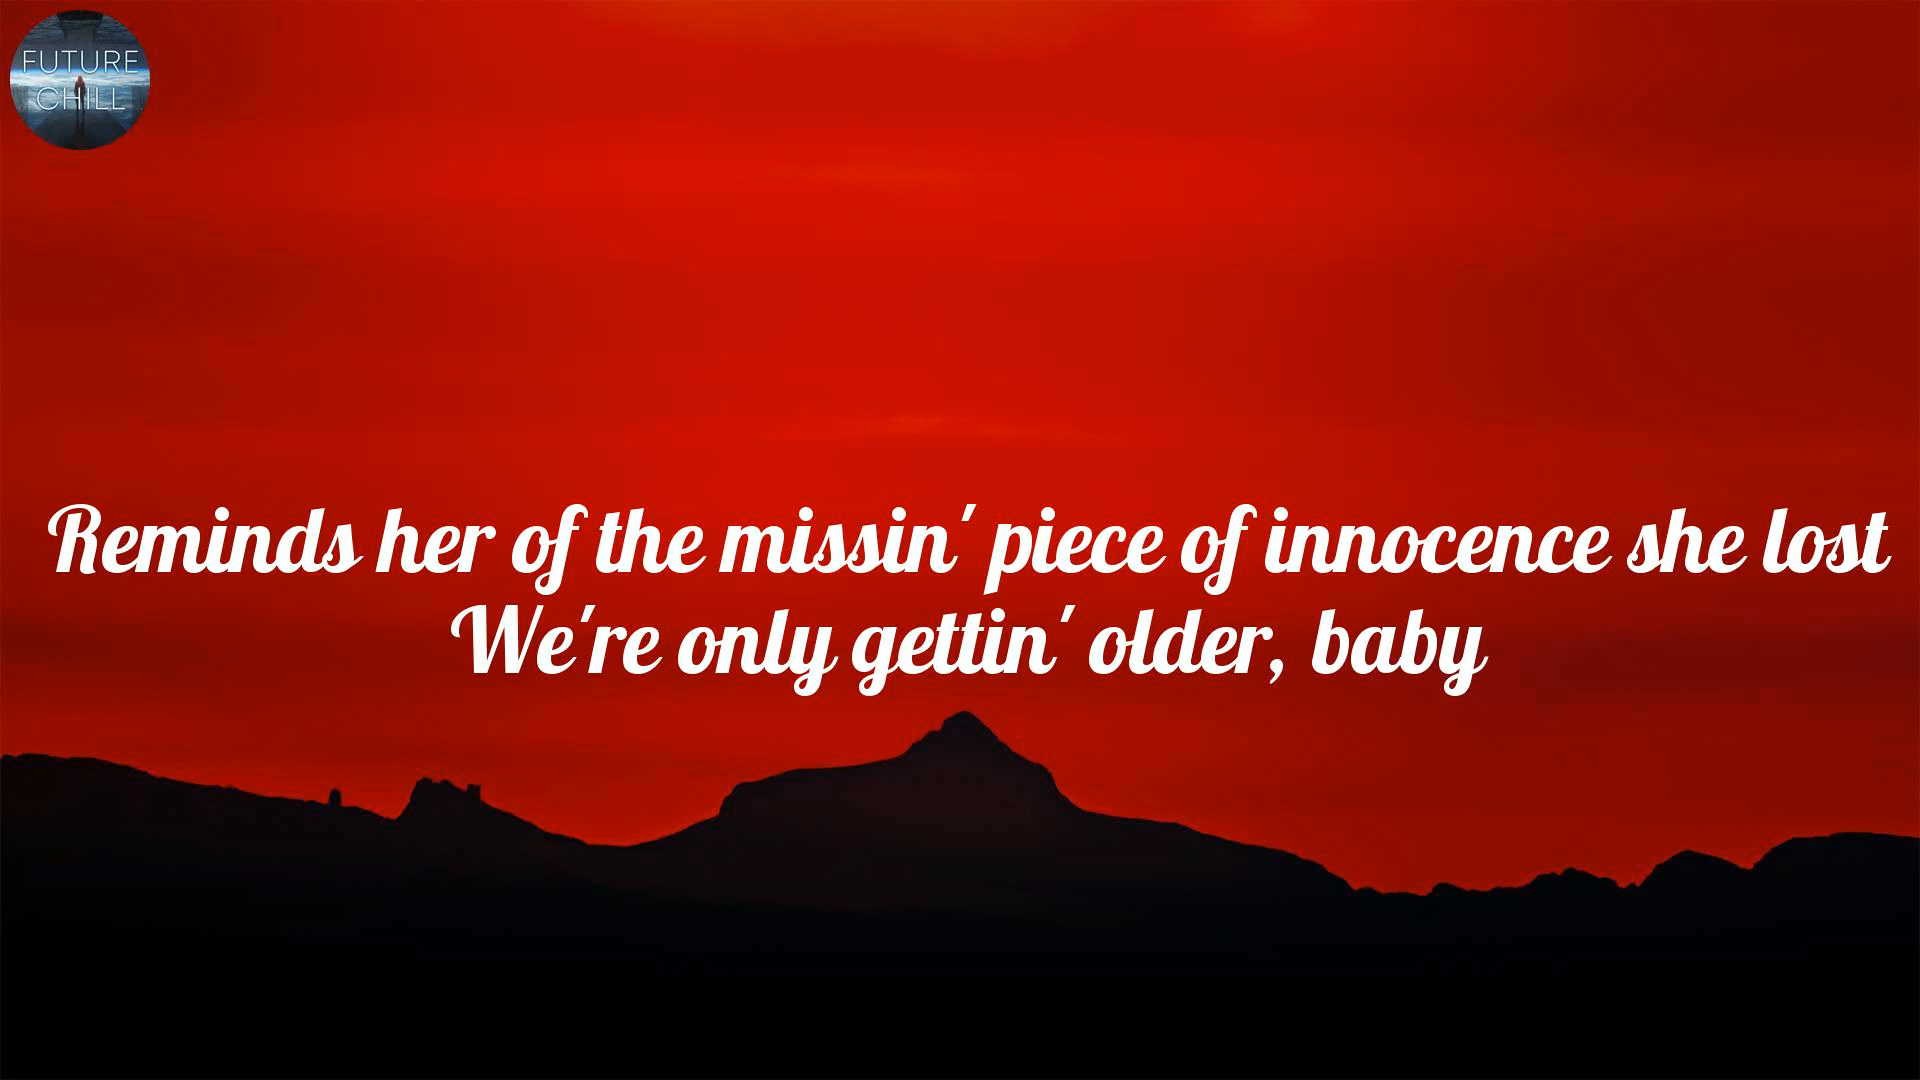 FUTURE
CHILL
Reminds her of the missin' piece of innocence she lost
We're only gettin' older, baby